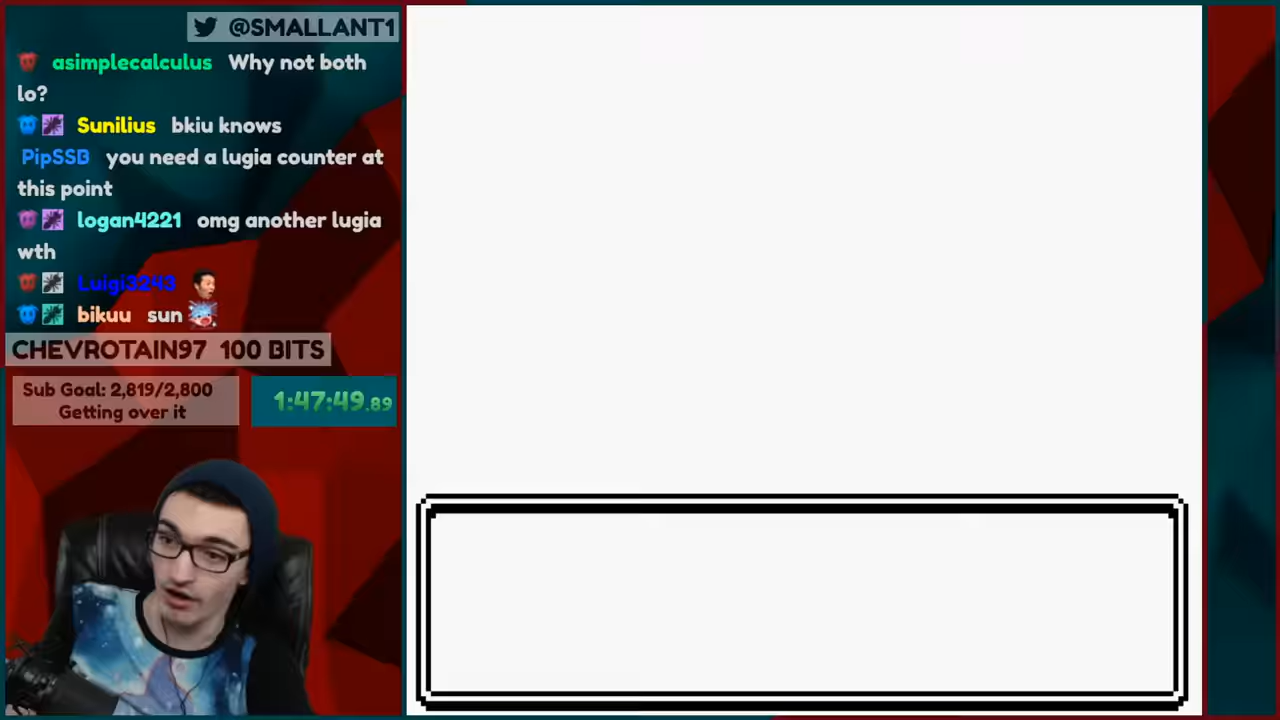 @SMALLANT1
asimplecalculus Why not both
lo?
Sunilius bkiu knows
PipSSB you need a lugia counter at
this point
logan4221 omg another lugia
wth
Luigi3243
bikuu sun
CHEVROTAIN97 100 BITS
Sub Goal: 2,819/2,800
Getting over it
1:47:49.89